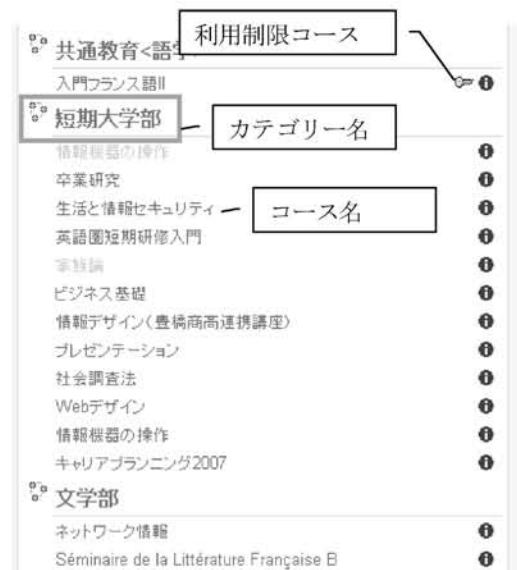 利用制限コース
共通教育<語学
入門フランス語II
短期大学部
カテゴリー名
情報機器の操作
卒業研究
生活と情報セキュリティ
コース名
英語圏短期研修入門
家族論
ビジネス基礎
情報デザイン(豊橋商高連携講座)
プレゼンテーション
社会調査法
Webデザイン
情報機器の操作
キャリアプランニング2007
文学部
ネットワーク情報
Séminaire de la Littérature Française B